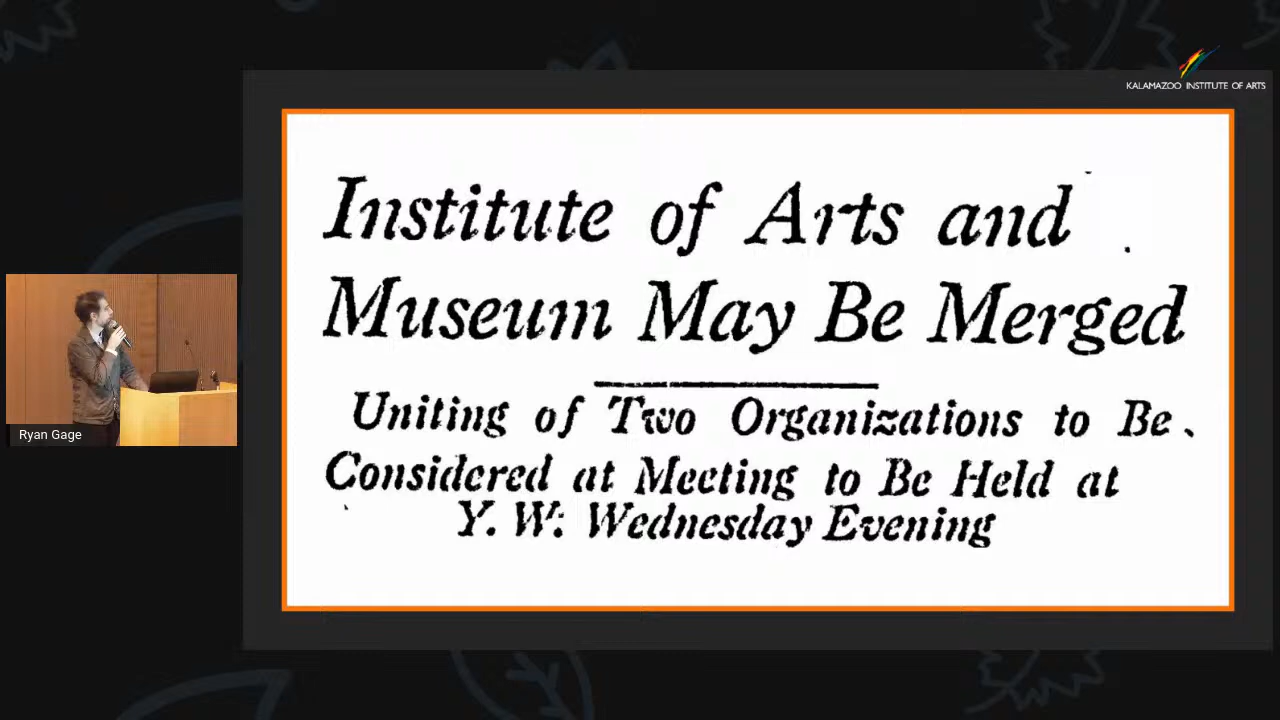 KALAMAZOO INSTITUTE OF ARTS
Institute of Arts and
Museum May Be Merged
Uniting of Two Organizations to Be
Considered at Meeting to Be Held at
Y. W. Wednesday Evening
Ryan Gage